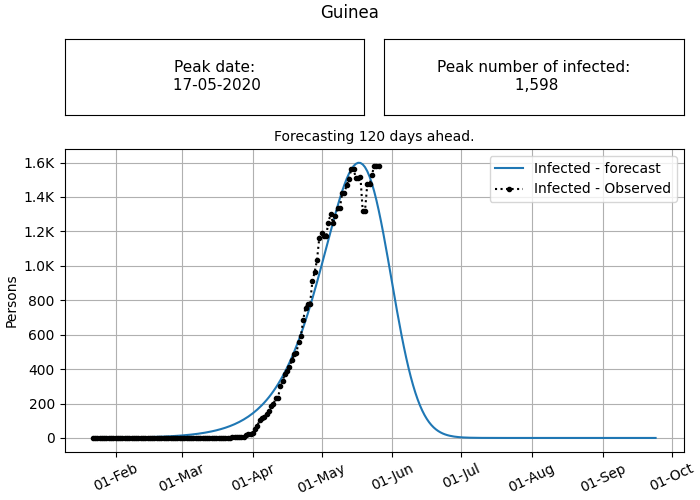 Guinea
Peak date:
17-05-2020
Peak number of infected:
1,598
Forecasting 120 days ahead.
Infected - forecast
Infected - Observed
Persons
1.6K
1.4K
1.2K
1.0K
800
600
400
200
0
01-Feb
01-Mar
01-Apr
01-May
01-Jun
01-Jul
01-Aug
01-Sep
01-Oct